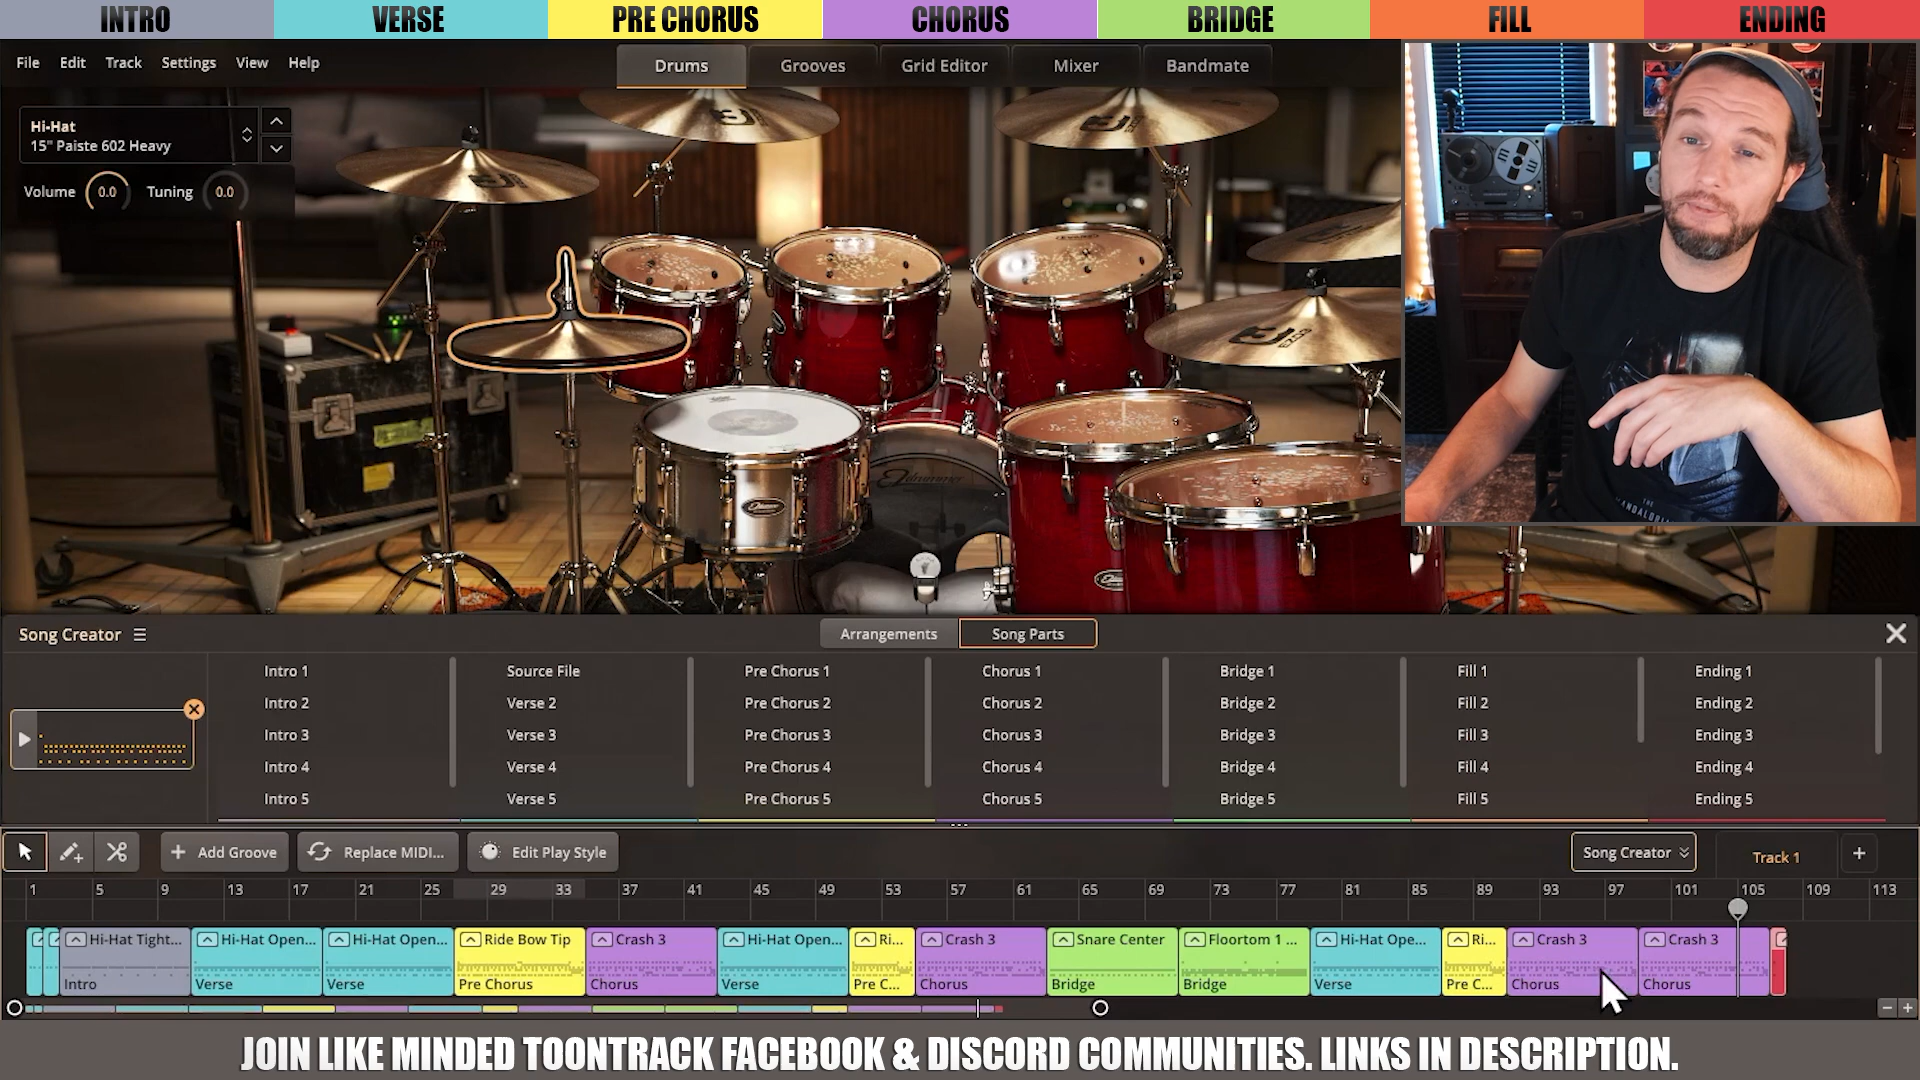 INTRO VERSE PRE CHORUS CHORUS BRIDGE FILL ENDING
File Edit Track Settings View Help
Drums Grooves Grid Editor Mixer Bandmate
Hi-Hat
15" Paiste 602 Heavy
Volume 0.0 Tuning 0.0
THE
MANDALORIAN
Song Creator Arrangements Song Parts
Intro 1 Source File Pre Chorus 1 Chorus 1 Bridge 1 Fill 1 Ending 1
Intro 2 Verse 2 Pre Chorus 2 Chorus 2 Bridge 2 Fill 2 Ending 2
Intro 3 Verse 3 Pre Chorus 3 Chorus 3 Bridge 3 Fill 3 Ending 3
Intro 4 Verse 4 Pre Chorus 4 Chorus 4 Bridge 4 Fill 4 Ending 4
Intro 5 Verse 5 Pre Chorus 5 Chorus 5 Bridge 5 Fill 5 Ending 5
Add Groove Replace MIDI... Edit Play Style Song Creator Track 1 +
1 5 9 13 17 21 25 29 33 37 41 45 49 53 57 61 65 69 73 77 81 85 89 93 97 101 105 109 113
Hi-Hat Tight... Hi-Hat Open... Hi-Hat Open... Ride Bow Tip Crash 3 Hi-Hat Open... Ri... Crash 3 Snare Center Floortom 1 ... Hi-Hat Ope... Ri... Crash 3 Crash 3
Intro Verse Verse Pre Chorus Chorus Verse Pre C... Chorus Bridge Bridge Verse Pre C... Chorus Chorus
JOIN LIKE MINDED TOONTRACK FACEBOOK & DISCORD COMMUNITIES. LINKS IN DESCRIPTION.